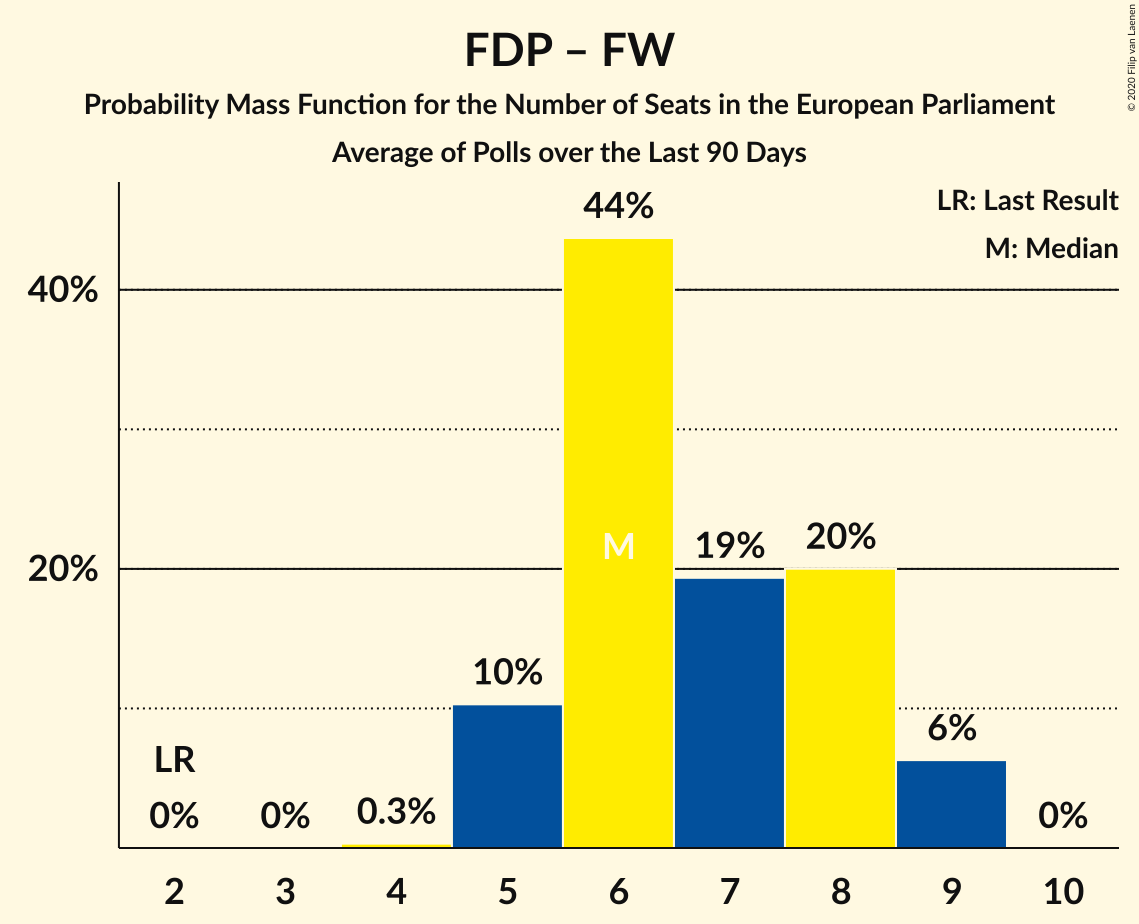 © 2020 Filip van Laenen
FDP – FW
Probability Mass Function for the Number of Seats in the European Parliament
Average of Polls over the Last 90 Days
LR: Last Result
M: Median
44%
40%
M
19%
20%
20%
10%
6%
LR
0%
0%
0.3%
0%
2 3 4 5 6 7 8 9 10